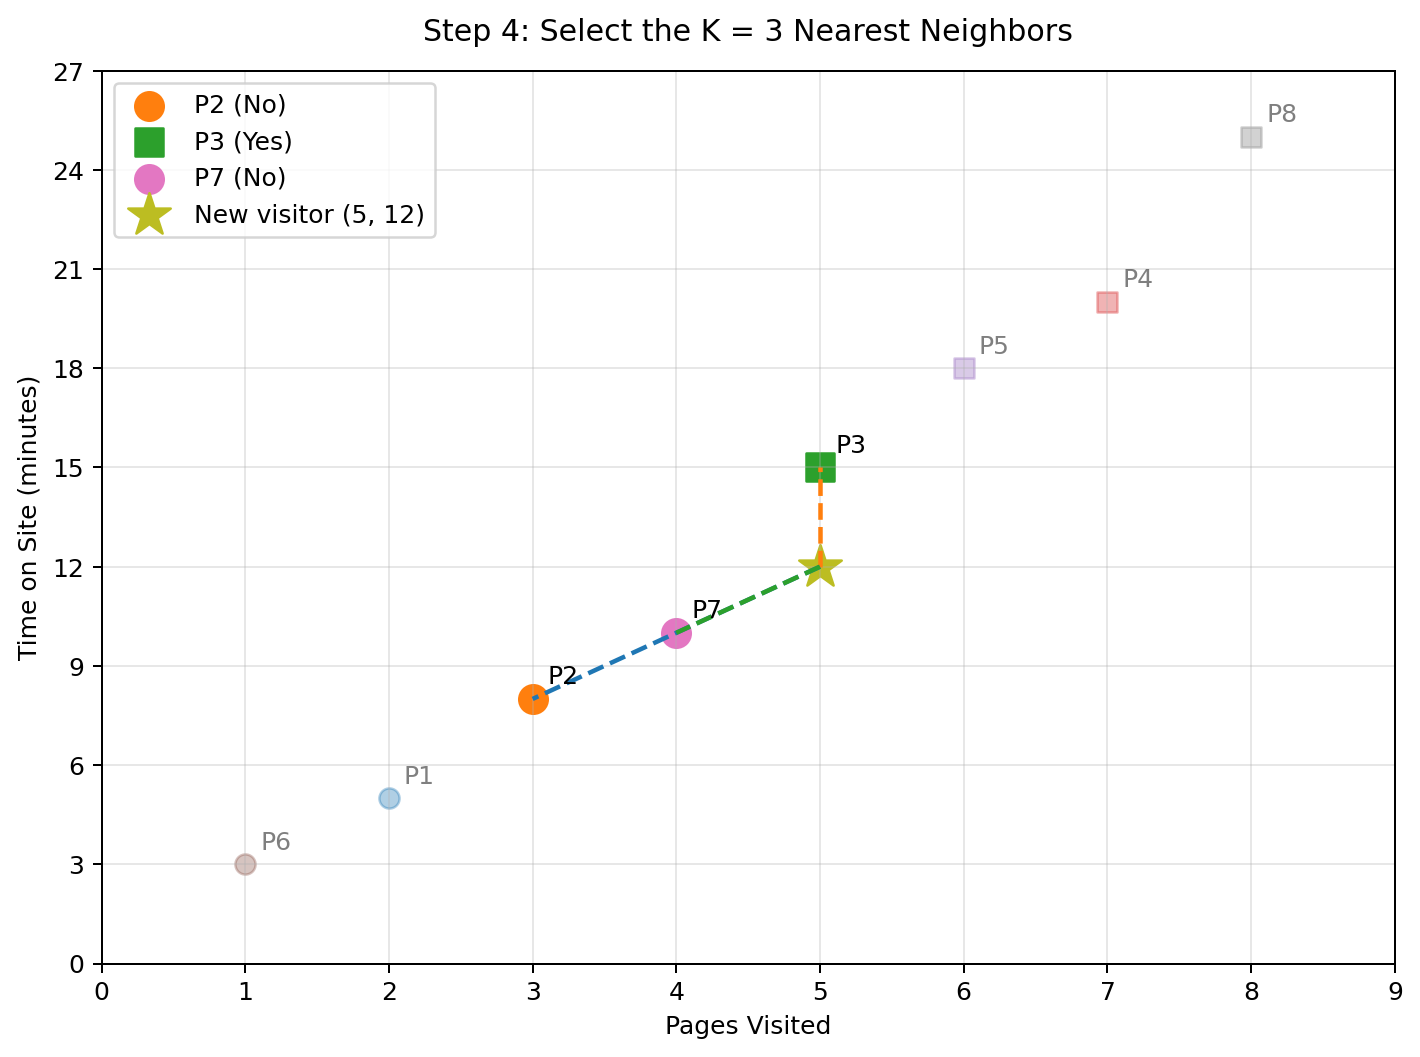 Step 4: Select the K = 3 Nearest Neighbors
27
24
21
18
15
12
9
6
3
0
Time on Site (minutes)
P2 (No)
P3 (Yes)
P7 (No)
New visitor (5, 12)
P8
P4
P5
P3
P7
P2
P1
P6
0 1 2 3 4 5 6 7 8 9
Pages Visited